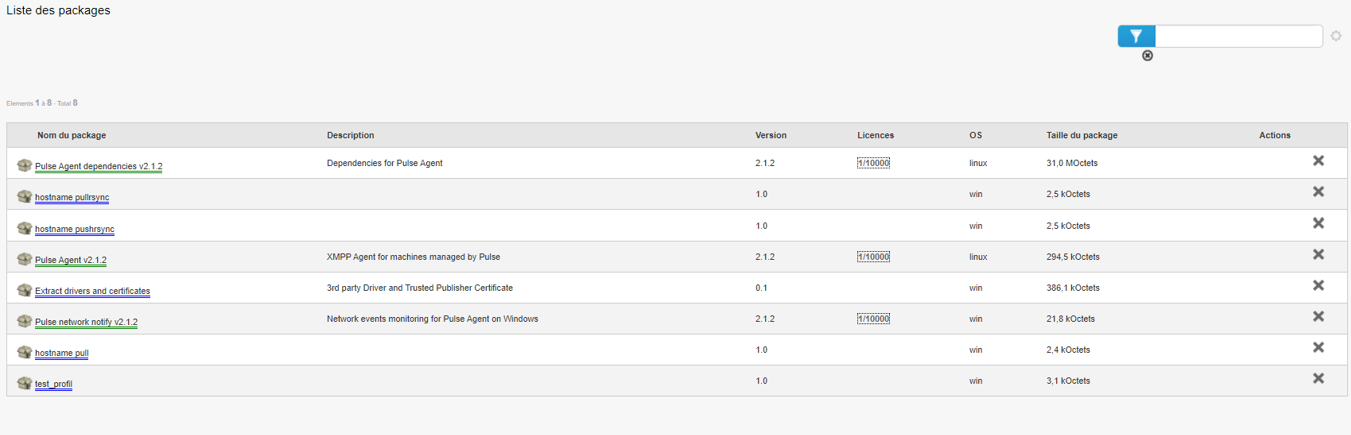 Liste des packages
Elements 1 à 8 - Total 8
Nom du package Description Version Licences OS Taille du package Actions
Pulse Agent dependencies v2.1.2 Dependencies for Pulse Agent 2.1.2 1/10000 linux 31,0 MOctets
hostname pullrsync 1.0 win 2,5 kOctets
hostname pushrsync 1.0 win 2,5 kOctets
Pulse Agent v2.1.2 XMPP Agent for machines managed by Pulse 2.1.2 1/10000 linux 294,5 kOctets
Extract drivers and certificates 3rd party Driver and Trusted Publisher Certificate 0.1 win 386,1 kOctets
Pulse network notify v2.1.2 Network events monitoring for Pulse Agent on Windows 2.1.2 1/10000 win 21,8 kOctets
hostname pull 1.0 win 2,4 kOctets
test_profil 1.0 win 3,1 kOctets